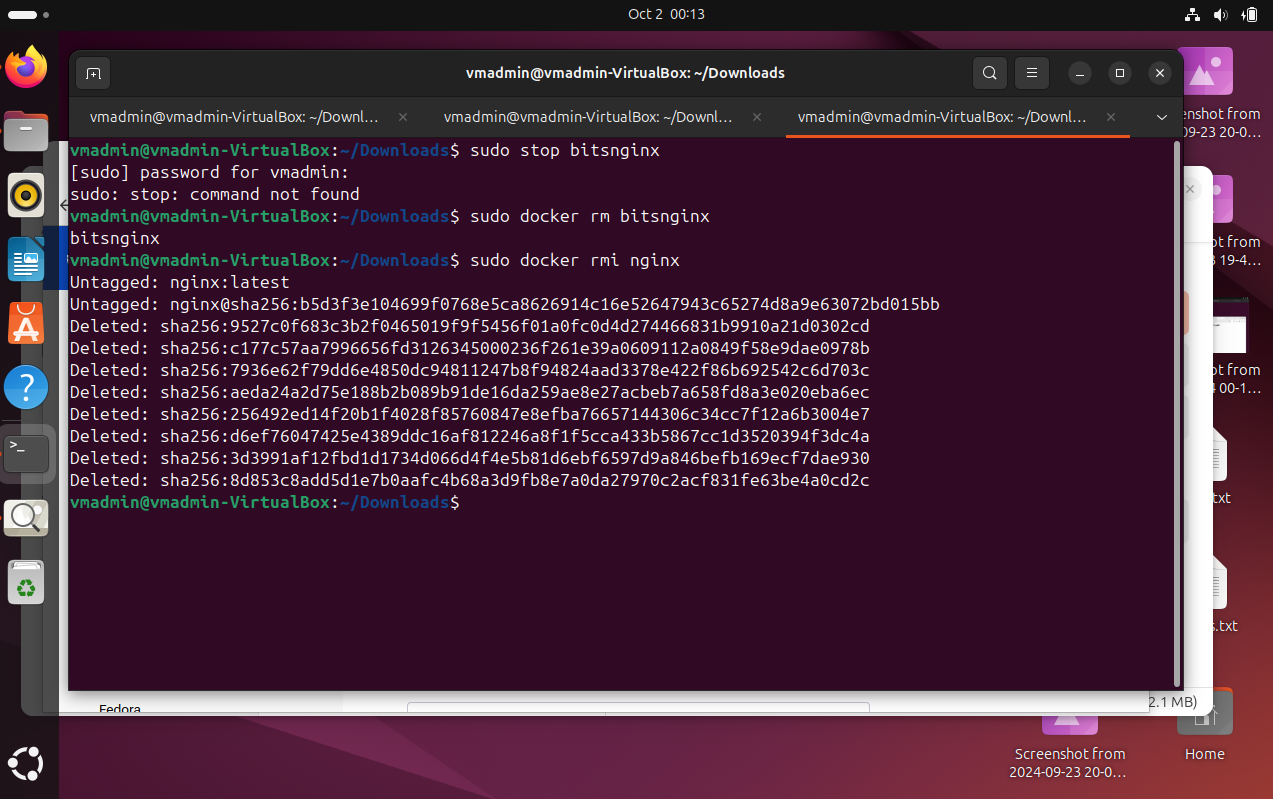 Oct 2 00:13
vmadmin@vmadmin-VirtualBox: ~/Downloads
vmadmin@vmadmin-VirtualBox: ~/Downl…
vmadmin@vmadmin-VirtualBox: ~/Downl…
vmadmin@vmadmin-VirtualBox: ~/Downl…
vmadmin@vmadmin-VirtualBox:~/Downloads$ sudo stop bitsnginx
[sudo] password for vmadmin:
sudo: stop: command not found
vmadmin@vmadmin-VirtualBox:~/Downloads$ sudo docker rm bitsnginx
bitsnginx
vmadmin@vmadmin-VirtualBox:~/Downloads$ sudo docker rmi nginx
Untagged: nginx:latest
Untagged: nginx@sha256:b5d3f3e104699f0768e5ca8626914c16e52647943c65274d8a9e63072bd015bb
Deleted: sha256:9527c0f683c3b2f0465019f9f5456f01a0fc0d4d274466831b9910a21d0302cd
Deleted: sha256:c177c57aa7996656fd3126345000236f261e39a0609112a0849f58e9dae0978b
Deleted: sha256:7936e62f79dd6e4850dc94811247b8f94824aad3378e422f86b692542c6d703c
Deleted: sha256:aeda24a2d75e188b2b089b91de16da259ae8e27acbeb7a658fd8a3e020eba6ec
Deleted: sha256:256492ed14f20b1f4028f85760847e8efba76657144306c34cc7f12a6b3004e7
Deleted: sha256:d6ef76047425e4389ddc16af812246a8f1f5cca433b5867cc1d3520394f3dc4a
Deleted: sha256:3d3991af12fbd1d1734d066d4f4e5b81d6ebf6597d9a846befb169ecf7dae930
Deleted: sha256:8d853c8add5d1e7b0aafc4b68a3d9fb8e7a0da27970c2acf831fe63be4a0cd2c
vmadmin@vmadmin-VirtualBox:~/Downloads$
enshot from
09-23 20-0…
ot from
3 19-4…
ot from
4 00-1…
.txt
s.txt
Fedora
2.1 MB)
Screenshot from
2024-09-23 20-0…
Home